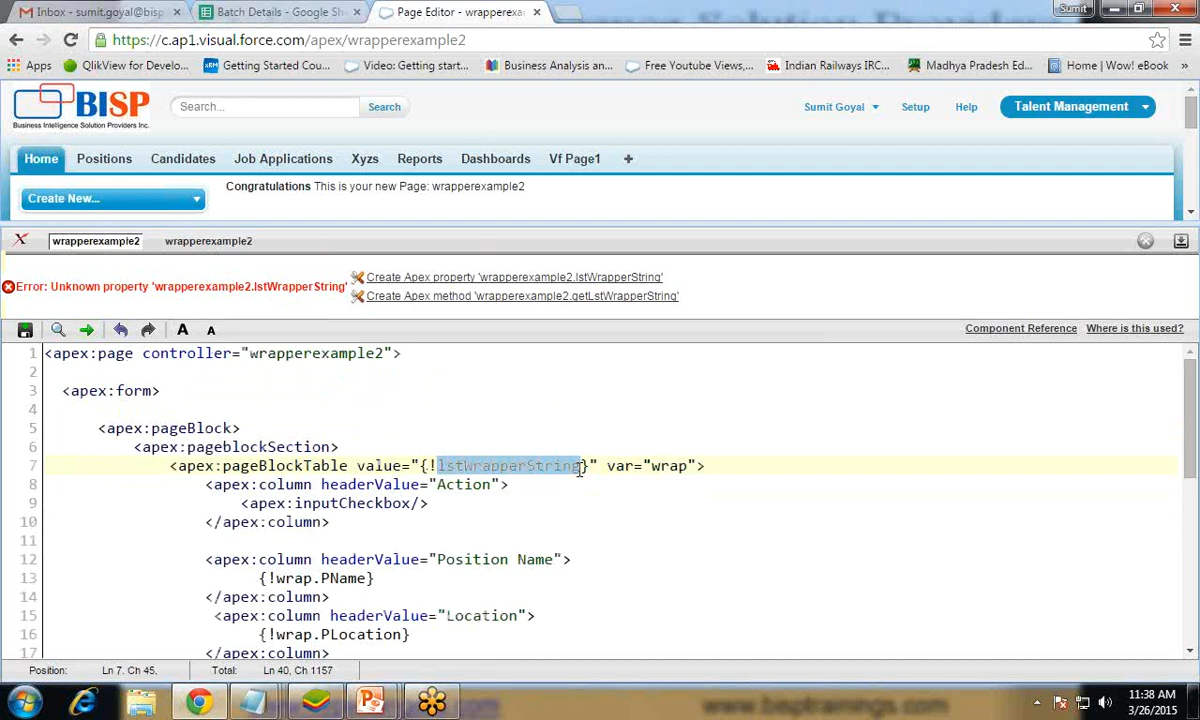 Inbox - sumit.goyal@bisp
Batch Details - Google Sh
Page Editor - wrapperexa
Sumit
https://c.ap1.visual.force.com/apex/wrapperexample2
Apps
QlikView for Develo...
Getting Started Cou...
Video: Getting start...
Business Analysis an...
Free Youtube Views,...
Indian Railways IRC...
Madhya Pradesh Ed...
Home | Wow! eBook
»
BISP
Business Intelligence Solution Providers Inc.
Search...
Search
Sumit Goyal
Setup
Help
Talent Management
Home
Positions
Candidates
Job Applications
Xyzs
Reports
Dashboards
Vf Page1
+
Create New...
Congratulations This is your new Page: wrapperexample2
wrapperexample2
wrapperexample2
Error: Unknown property 'wrapperexample2.lstWrapperString'
Create Apex property 'wrapperexample2.lstWrapperString'
Create Apex method 'wrapperexample2.getLstWrapperString'
A
A
Component Reference
Where is this used?
1 <apex:page controller="wrapperexample2">
2
3 <apex:form>
4
5 <apex:pageBlock>
6 <apex:pageblockSection>
7 <apex:pageBlockTable value="{!lstWrapperString}" var="wrap">
8 <apex:column headerValue="Action">
9 <apex:inputCheckbox/>
10 </apex:column>
11
12 <apex:column headerValue="Position Name">
13 {!wrap.PName}
14 </apex:column>
15 <apex:column headerValue="Location">
16 {!wrap.PLocation}
17 </apex:column>
Position: Ln 7, Ch 45, Total: Ln 40, Ch 1157
www.bisptrainings.com
11:38 AM
3/26/2015